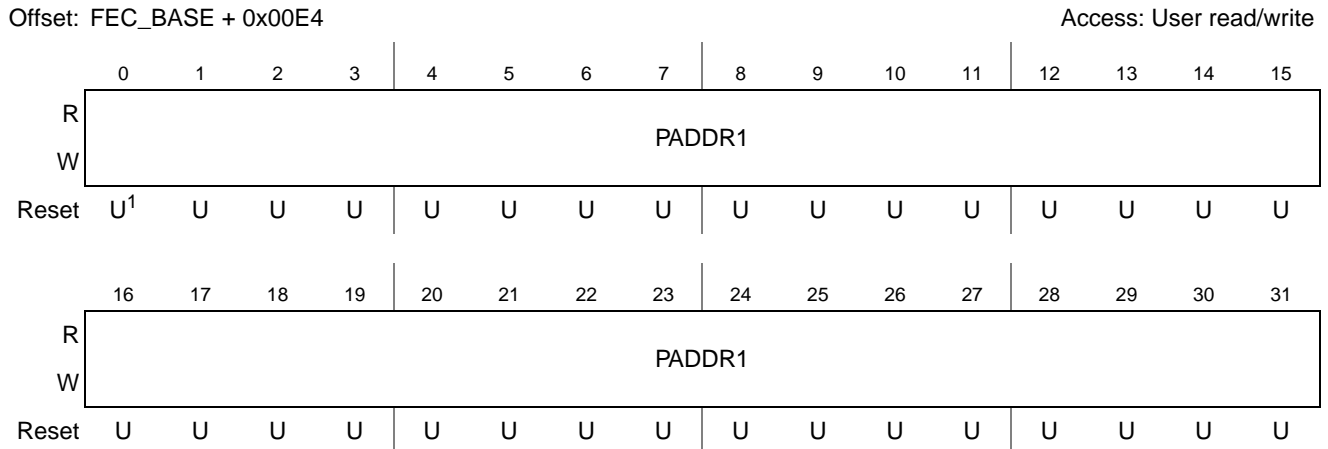 Offset: FEC_BASE + 0x00E4 Access: User read/write
0 1 2 3 4 5 6 7 8 9 10 11 12 13 14 15
R
PADDR1
W
Reset U1 U U U U U U U U U U U U U U U
16 17 18 19 20 21 22 23 24 25 26 27 28 29 30 31
R
PADDR1
W
Reset U U U U U U U U U U U U U U U U